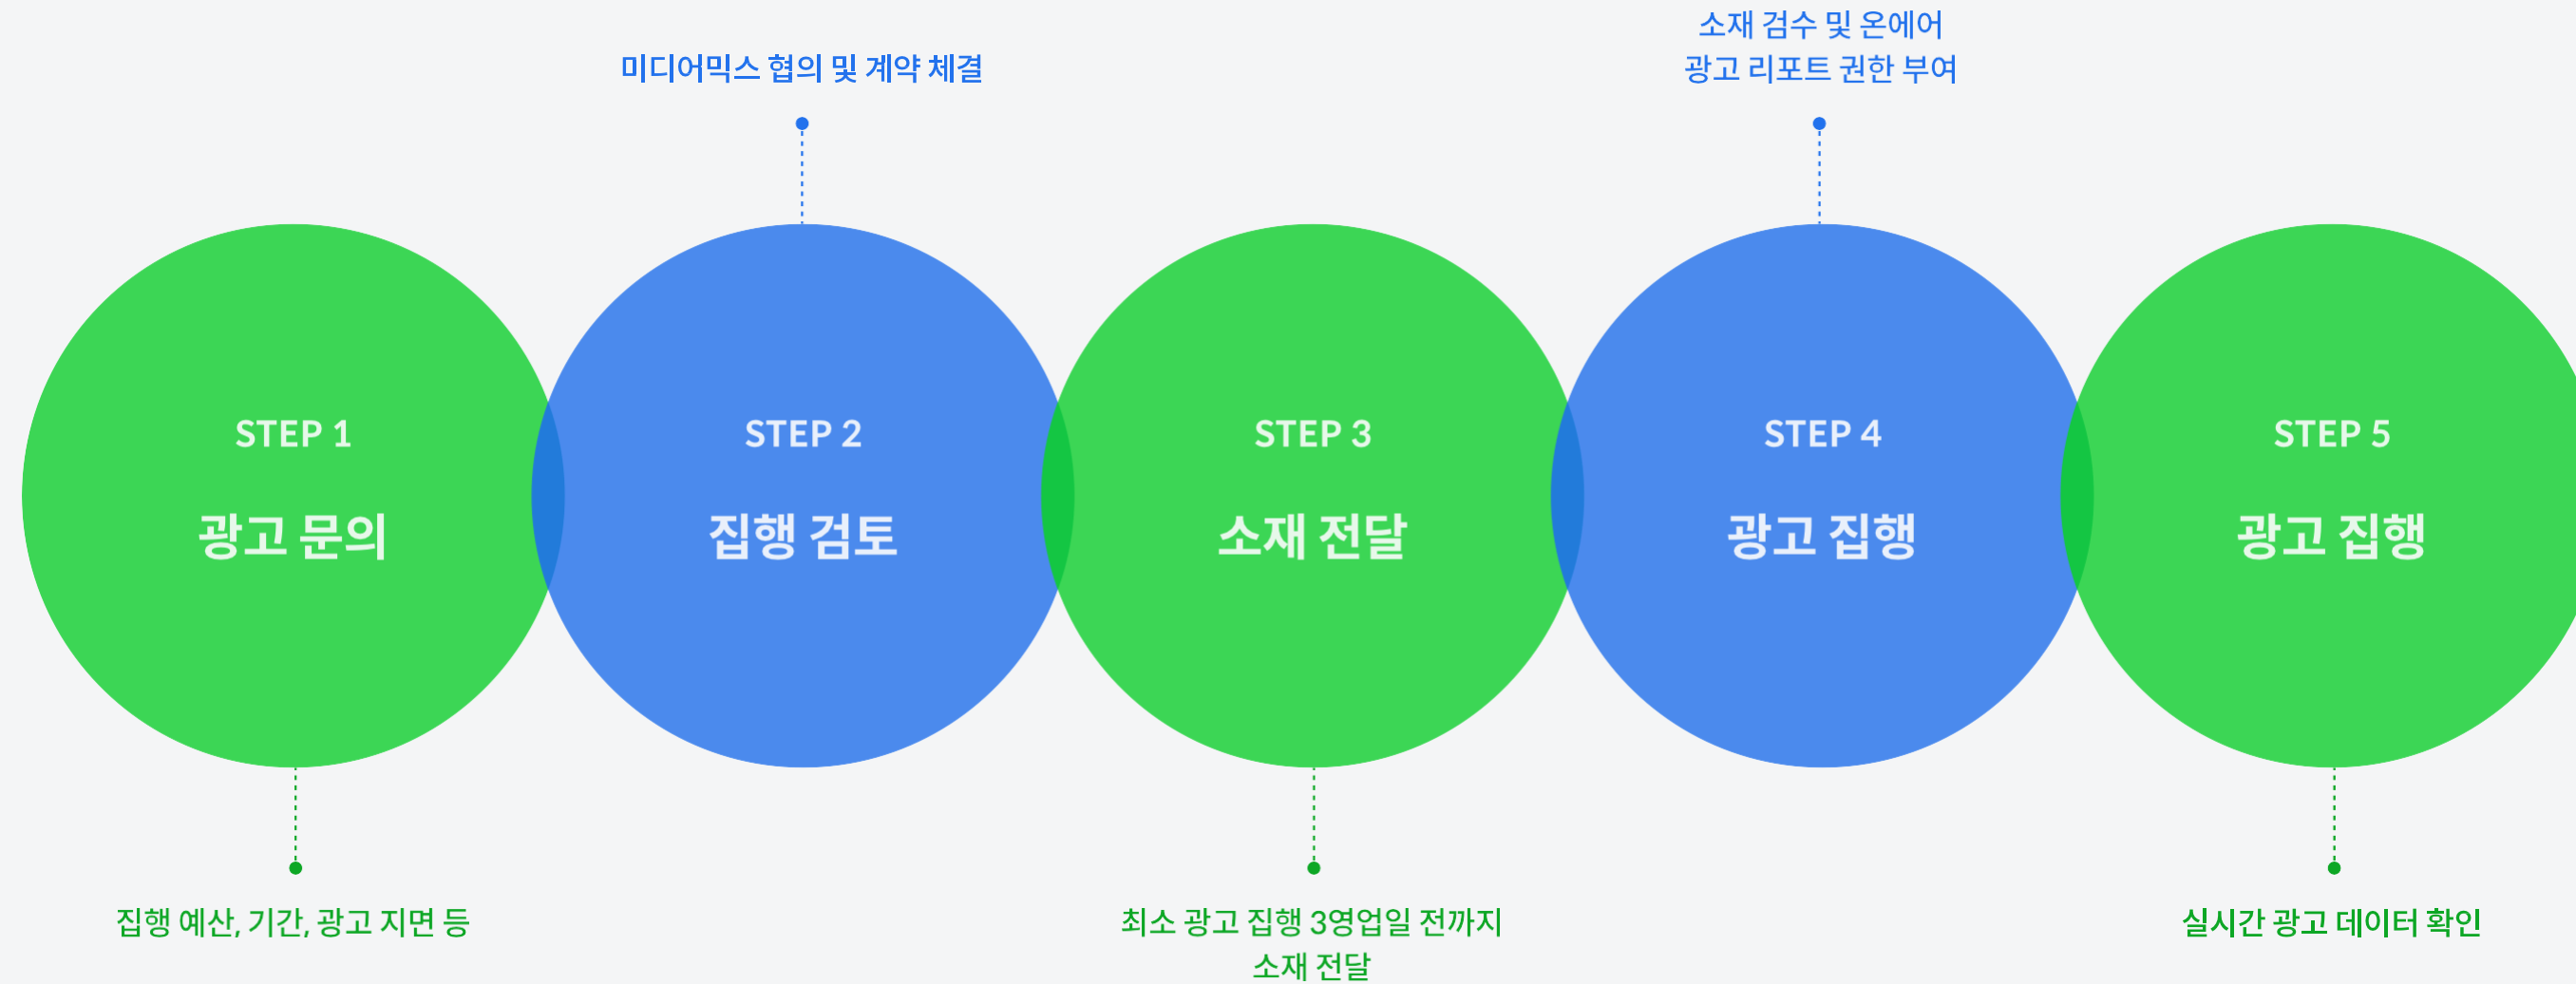 STEP 1
광고 문의
집행 예산, 기간, 광고 지면 등
미디어믹스 협의 및 계약 체결
STEP 2
집행 검토
STEP 3
소재 전달
최소 광고 집행 3영업일 전까지
소재 전달
소재 검수 및 온에어
광고 리포트 권한 부여
STEP 4
광고 집행
STEP 5
광고 집행
실시간 광고 데이터 확인